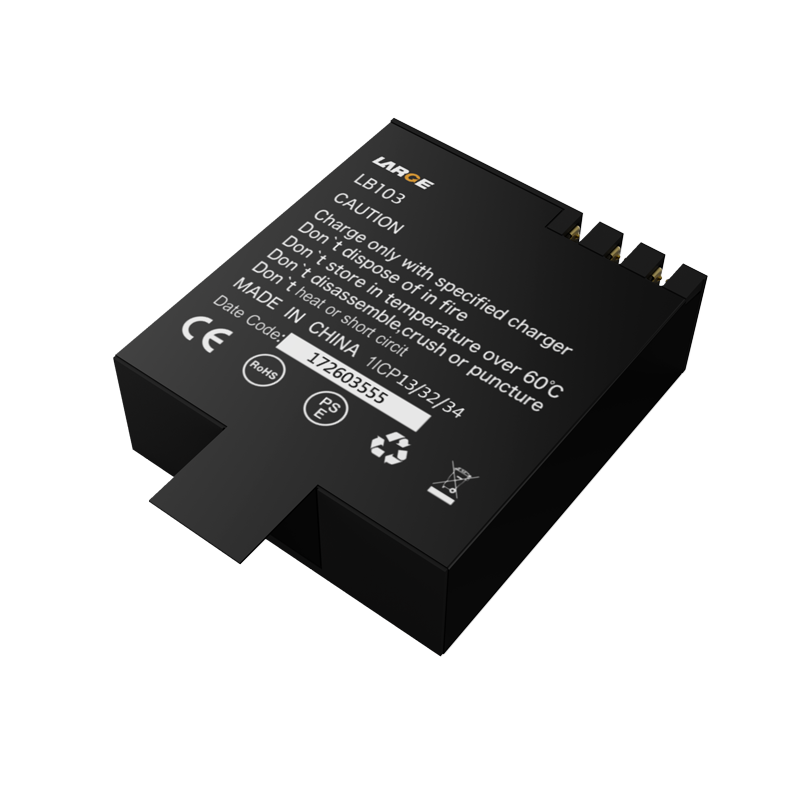 LARGE
LB103
CAUTION
Charge only with specified charger
Don`t dispose of in fire
Don`t store in temperature over 60℃
Don`t disassemble,crush or puncture
Don`t heat or short circit
MADE IN CHINA 1ICP13/32/34
Date Code: 172603555
CE
RoHS
PS
E